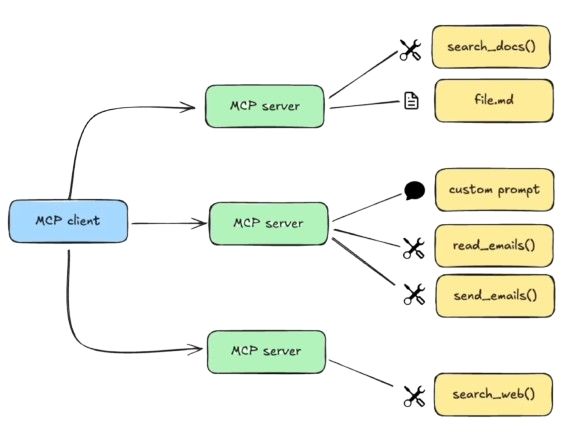 search_docs()
MCP server
file.md
custom prompt
MCP client
MCP server
read_emails()
send_emails()
MCP server
search_web()